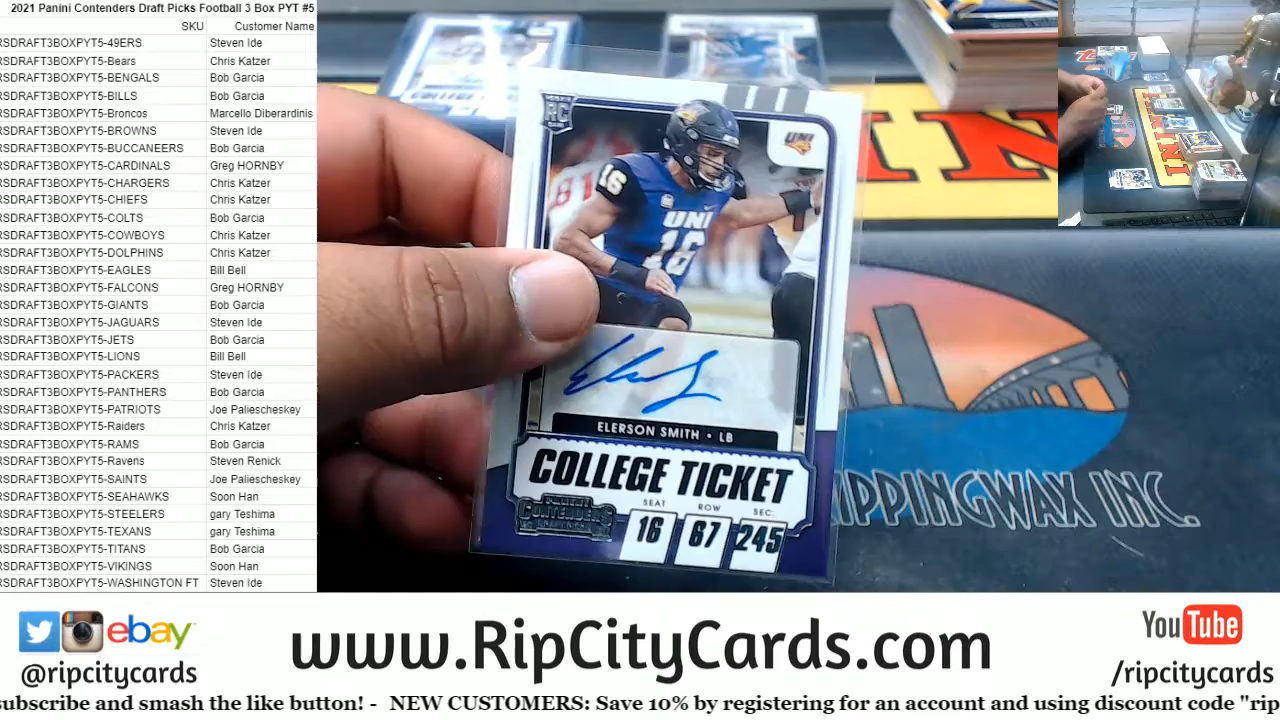 2021 Panini Contenders Draft Picks Football 3 Box PYT #5
SKU Customer Name
RSDRAFT3BOXPYT5-49ERS Steven Ide
RSDRAFT3BOXPYT5-Bears Chris Katzer
RSDRAFT3BOXPYT5-BENGALS Bob Garcia
RSDRAFT3BOXPYT5-BILLS Bob Garcia
RSDRAFT3BOXPYT5-Broncos Marcello Diberardinis
RSDRAFT3BOXPYT5-BROWNS Steven Ide
RSDRAFT3BOXPYT5-BUCCANEERS Bob Garcia
RSDRAFT3BOXPYT5-CARDINALS Greg HORNBY
RSDRAFT3BOXPYT5-CHARGERS Chris Katzer
RSDRAFT3BOXPYT5-CHIEFS Chris Katzer
RSDRAFT3BOXPYT5-COLTS Bob Garcia
RSDRAFT3BOXPYT5-COWBOYS Chris Katzer
RSDRAFT3BOXPYT5-DOLPHINS Chris Katzer
RSDRAFT3BOXPYT5-EAGLES Bill Bell
RSDRAFT3BOXPYT5-FALCONS Greg HORNBY
RSDRAFT3BOXPYT5-GIANTS Bob Garcia
RSDRAFT3BOXPYT5-JAGUARS Steven Ide
RSDRAFT3BOXPYT5-JETS Bob Garcia
RSDRAFT3BOXPYT5-LIONS Bill Bell
RSDRAFT3BOXPYT5-PACKERS Steven Ide
RSDRAFT3BOXPYT5-PANTHERS Bob Garcia
RSDRAFT3BOXPYT5-PATRIOTS Joe Paliescheskey
RSDRAFT3BOXPYT5-Raiders Chris Katzer
RSDRAFT3BOXPYT5-RAMS Bob Garcia
RSDRAFT3BOXPYT5-Ravens Steven Renick
RSDRAFT3BOXPYT5-SAINTS Joe Paliescheskey
RSDRAFT3BOXPYT5-SEAHAWKS Soon Han
RSDRAFT3BOXPYT5-STEELERS gary Teshima
RSDRAFT3BOXPYT5-TEXANS gary Teshima
RSDRAFT3BOXPYT5-TITANS Bob Garcia
RSDRAFT3BOXPYT5-VIKINGS Soon Han
RSDRAFT3BOXPYT5-WASHINGTON FT Steven Ide
RC
UNI
81
16
UNI
16
ELERSON SMITH • LB
COLLEGE TICKET
SEAT ROW SEC.
16 67 245
CONTENDERS
PANINI
IPPINGWAX INC.
ebay
@ripcitycards
www.RipCityCards.com
YouTube
/ripcitycards
subscribe and smash the like button! - NEW CUSTOMERS: Save 10% by registering for an account and using discount code "rip